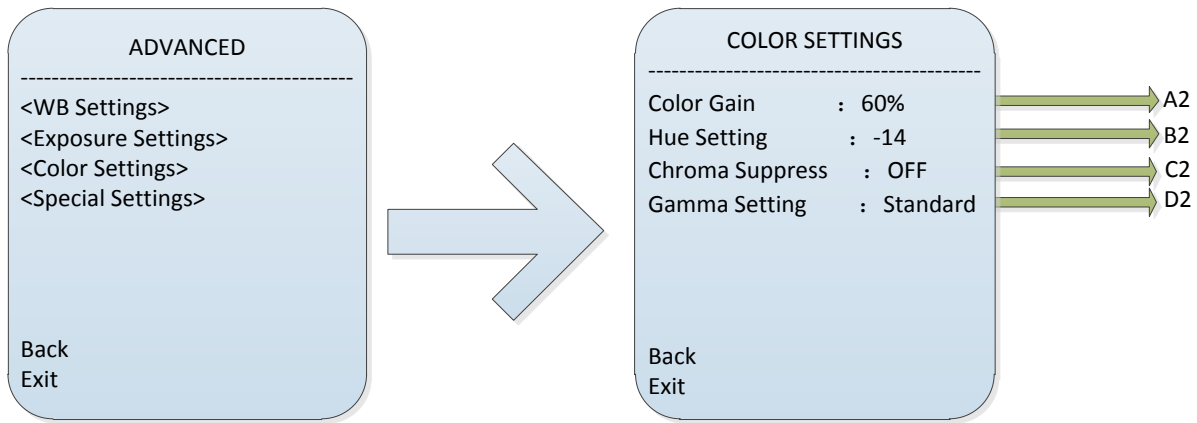 ADVANCED
--------------------------------------------
<WB Settings>
<Exposure Settings>
<Color Settings>
<Special Settings>
Back
Exit
COLOR SETTINGS
--------------------------------------------
Color Gain : 60%
Hue Setting : -14
Chroma Suppress : OFF
Gamma Setting : Standard
Back
Exit
A2
B2
C2
D2